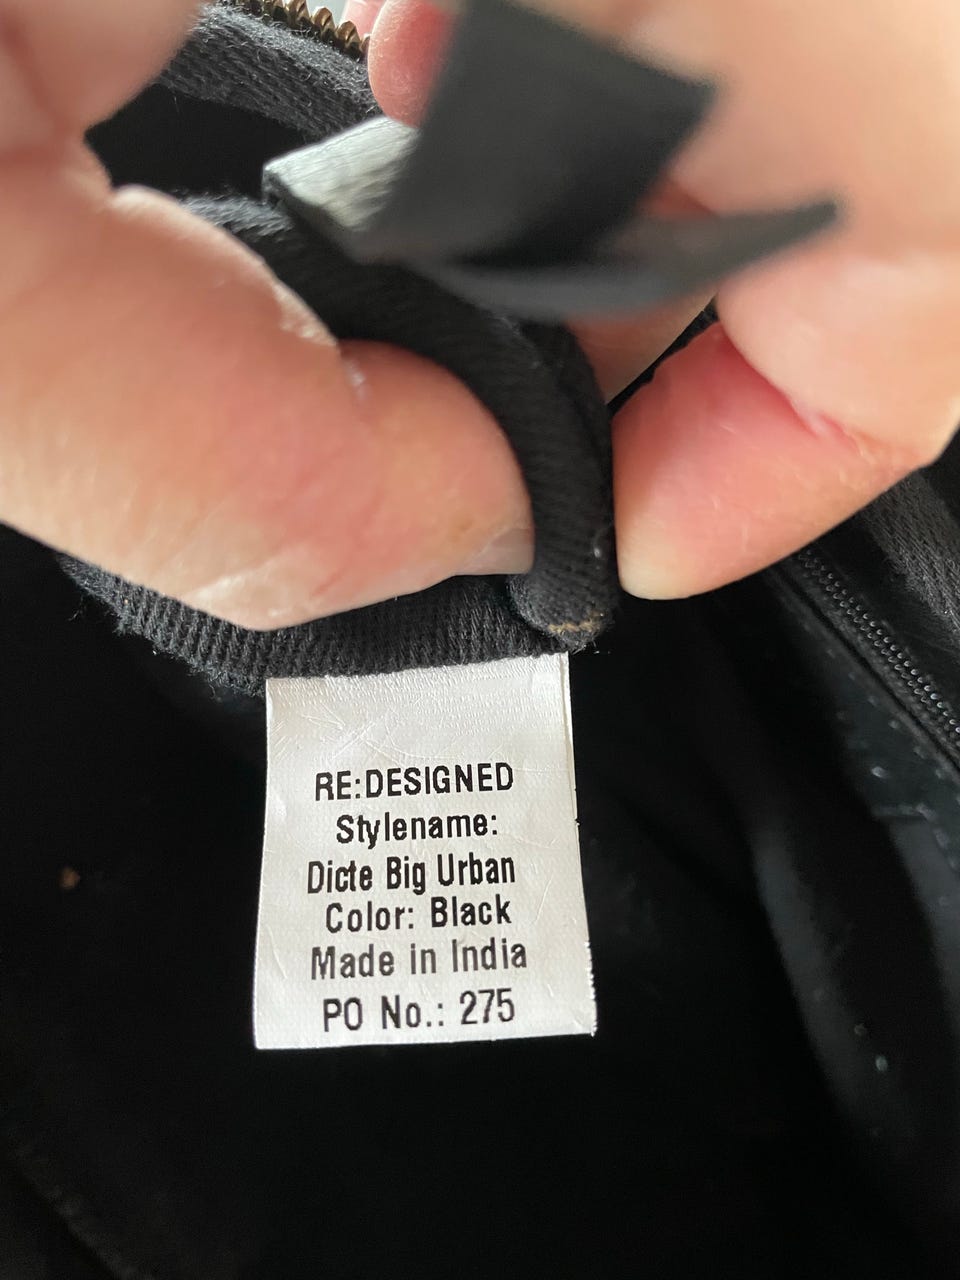 RE:DESIGNED
Stylename:
Dicte Big Urban
Color: Black
Made in India
PO No.: 275